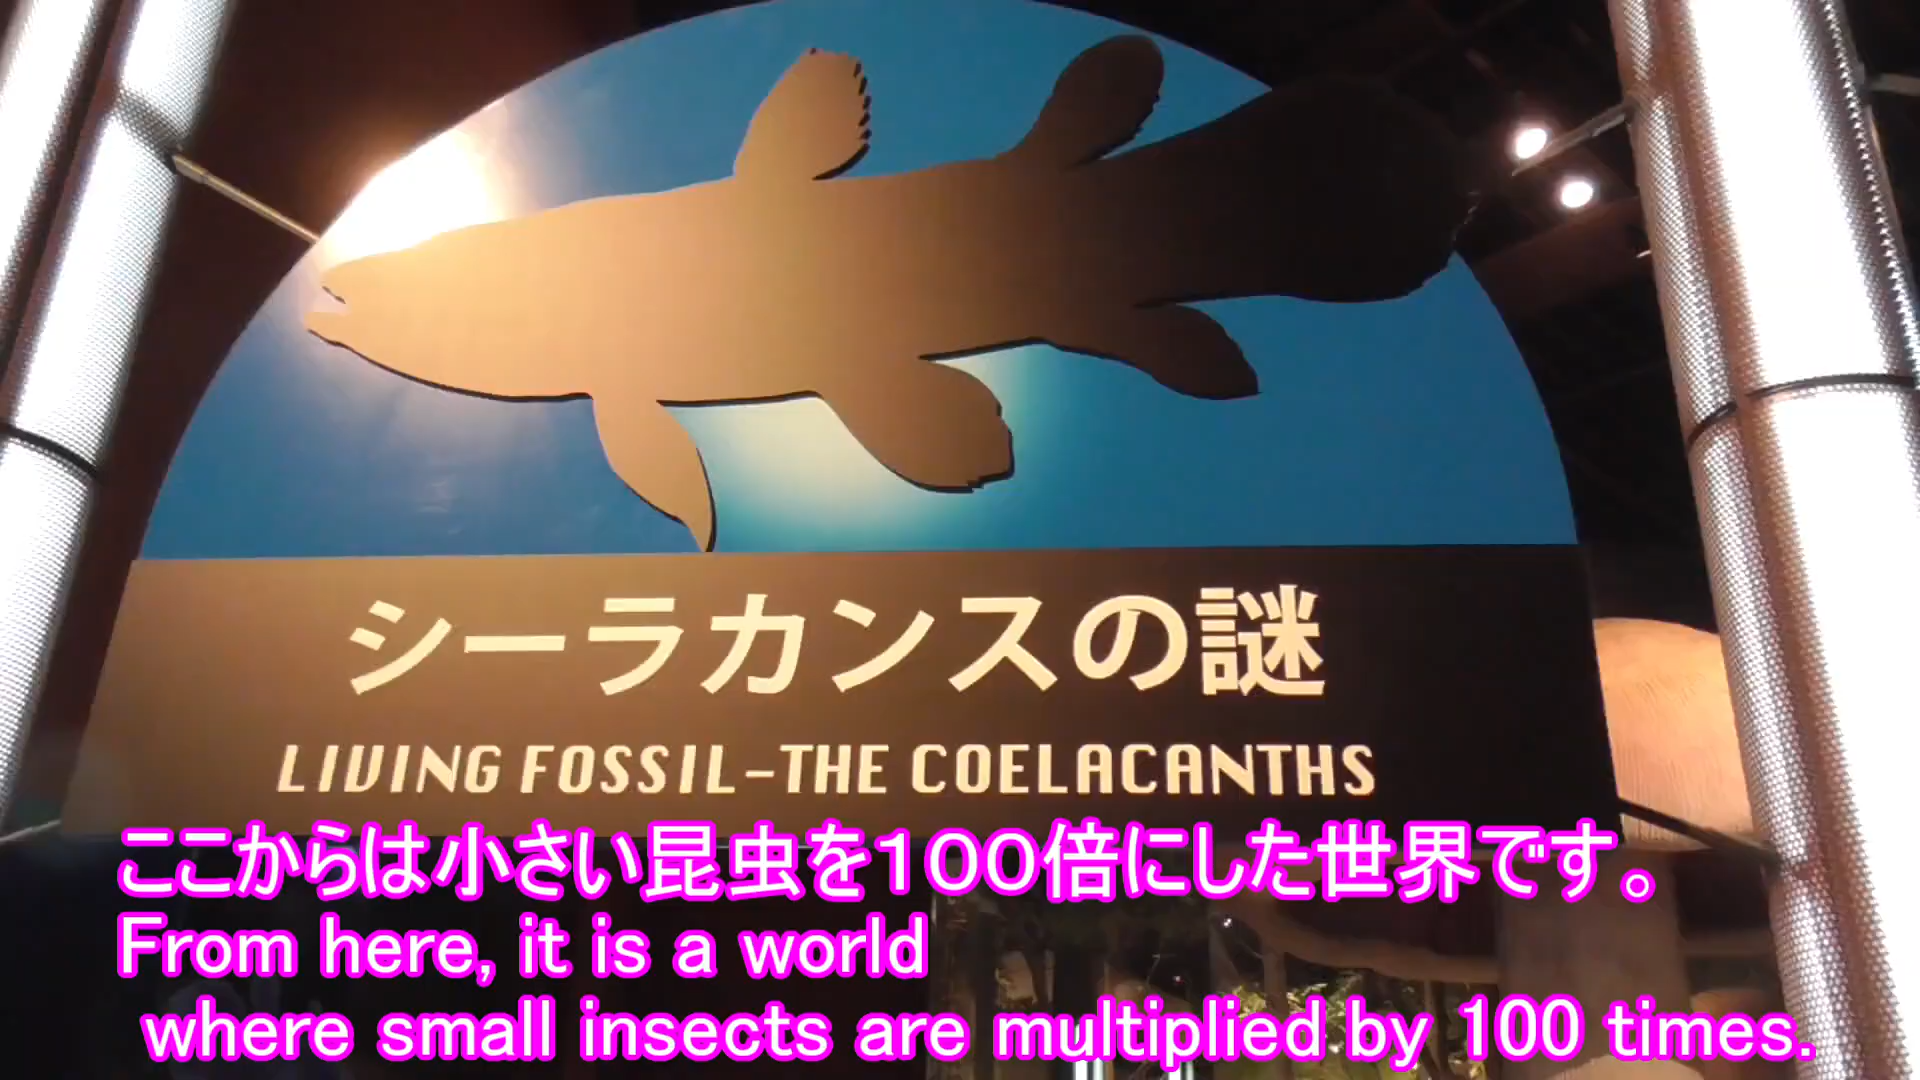 シーラカンスの謎
LIVING FOSSIL-THE COELACANTHS
ここからは小さい昆虫を１００倍にした世界です。
From here, it is a world
where small insects are multiplied by 100 times.